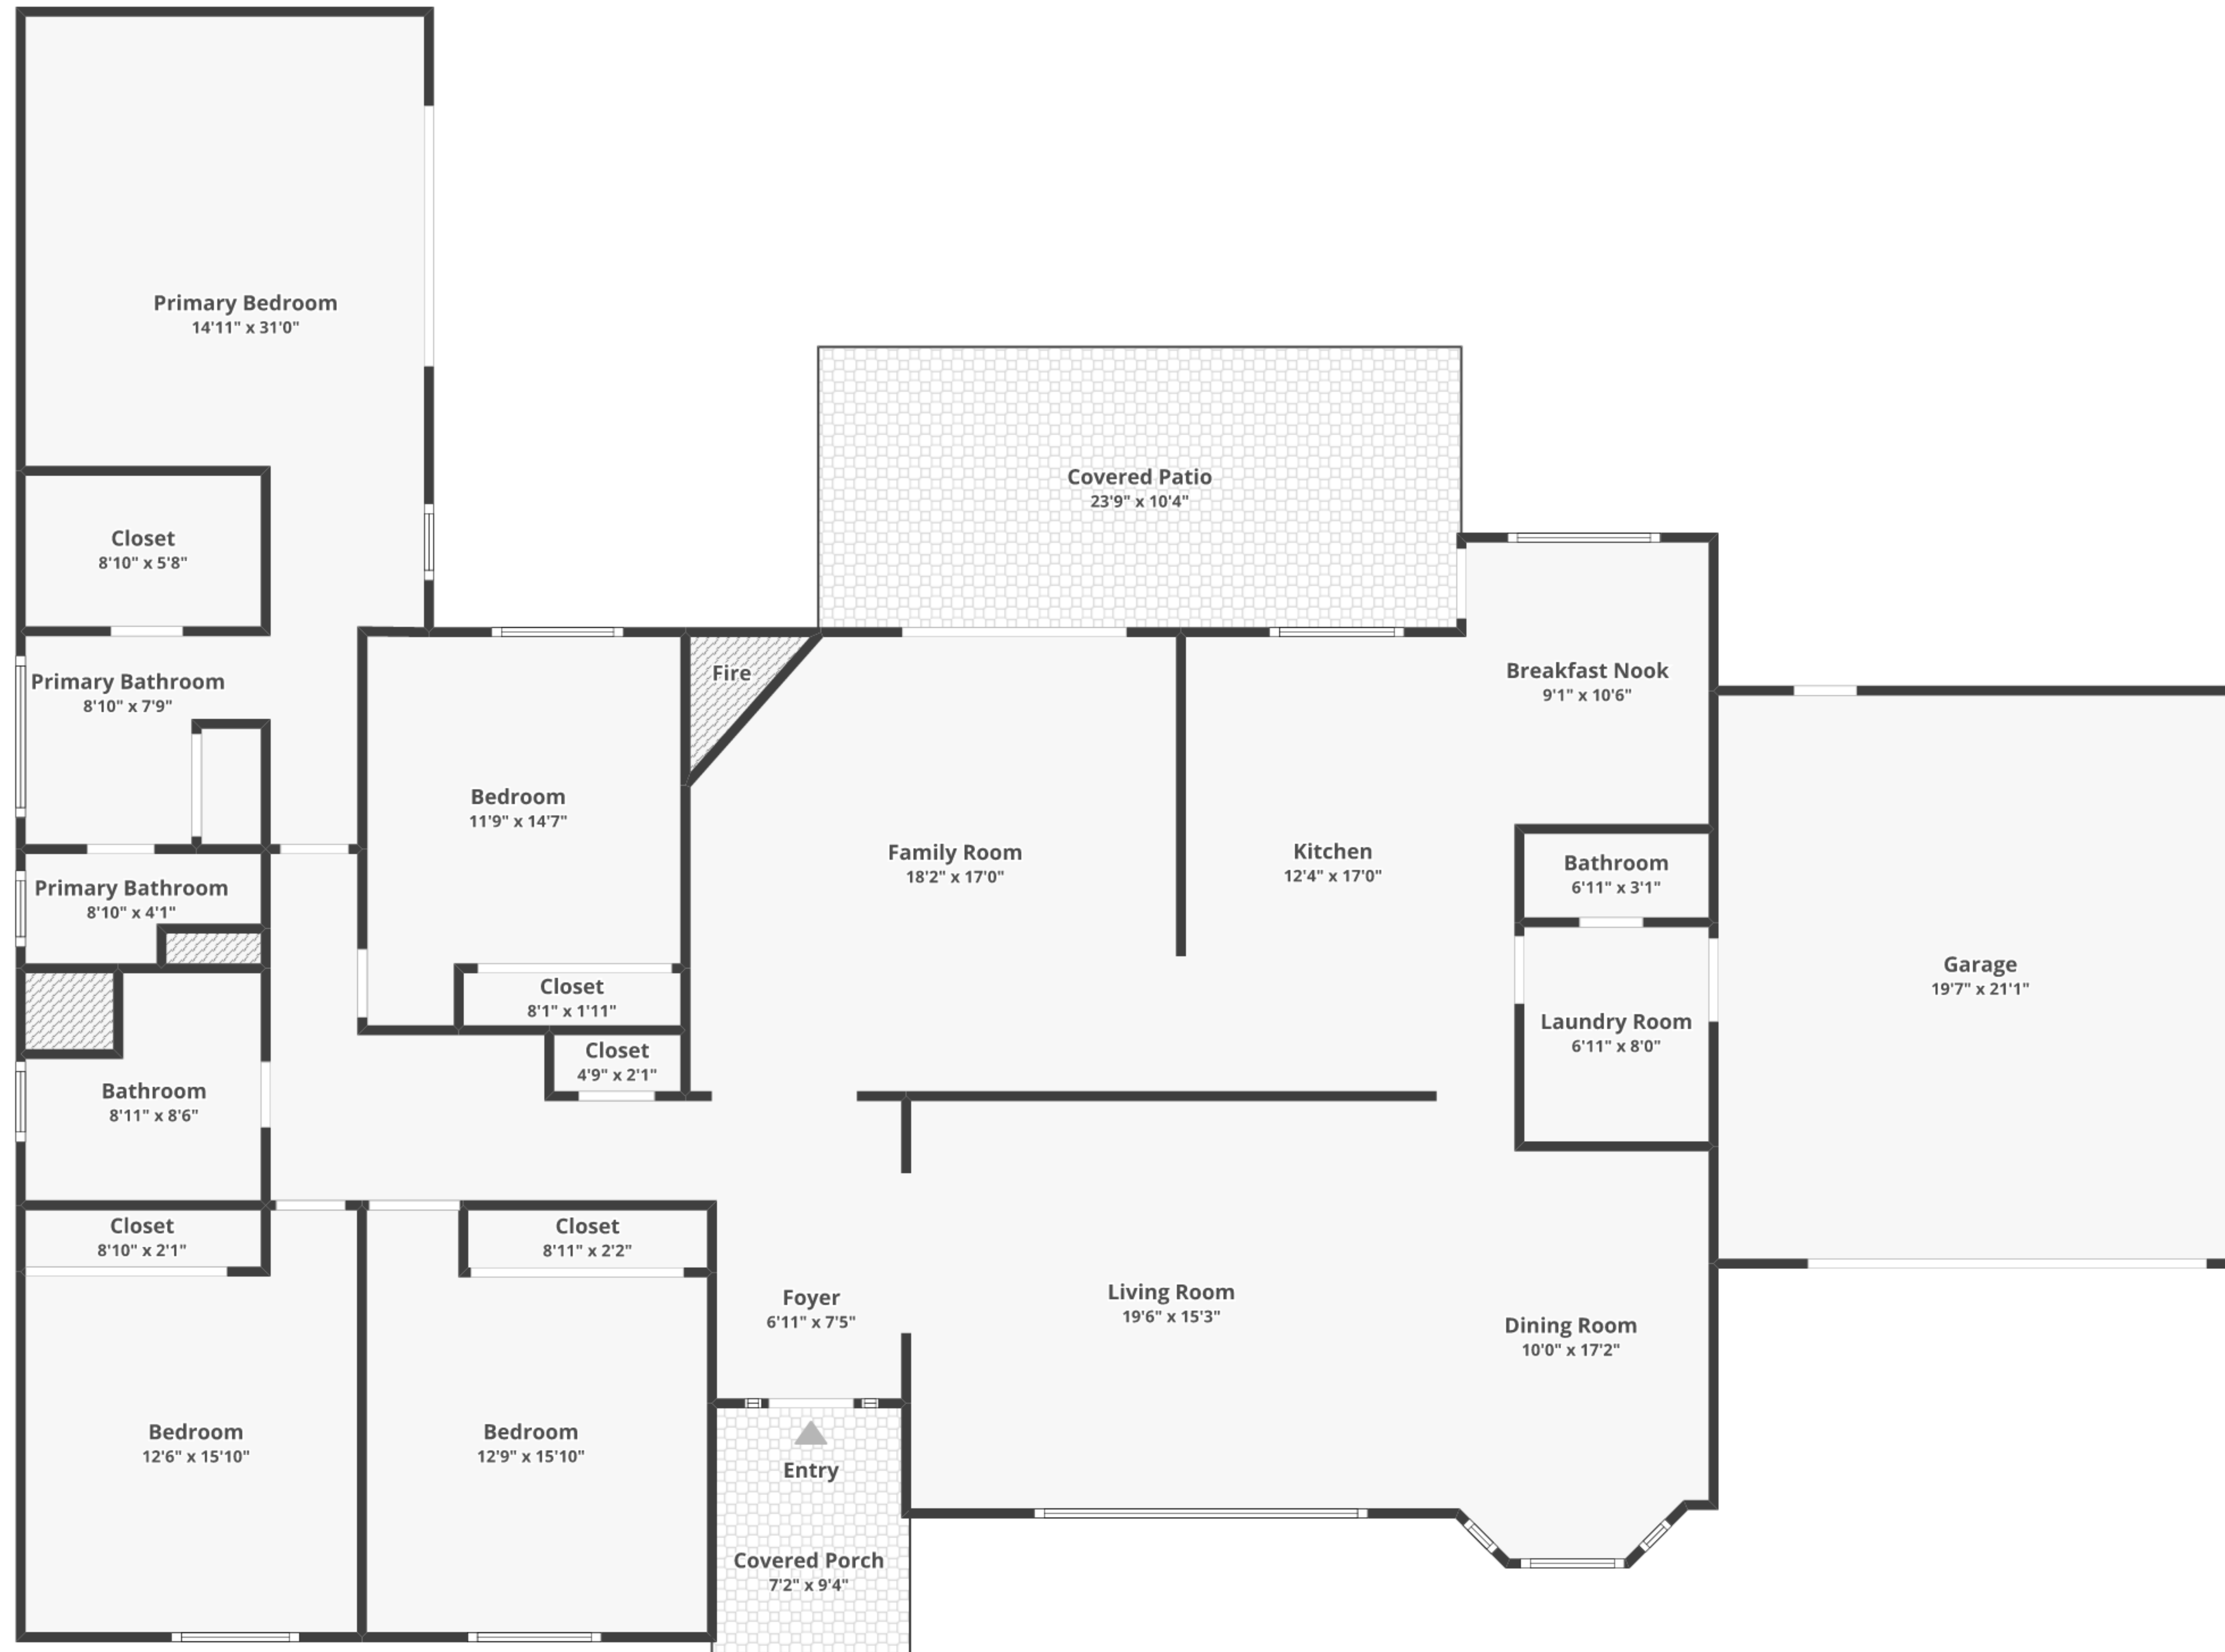 Primary Bedroom
14'11" x 31'0"
Covered Patio
23'9" x 10'4"
Closet
8'10" x 5'8"
Primary Bathroom
8'10" x 7'9"
Fire
Breakfast Nook
9'1" x 10'6"
Bedroom
11'9" x 14'7"
Family Room
18'2" x 17'0"
Kitchen
12'4" x 17'0"
Bathroom
6'11" x 3'1"
Primary Bathroom
8'10" x 4'1"
Garage
19'7" x 21'1"
Closet
8'1" x 1'11"
Laundry Room
6'11" x 8'0"
Closet
4'9" x 2'1"
Bathroom
8'11" x 8'6"
Closet
8'10" x 2'1"
Closet
8'11" x 2'2"
Foyer
6'11" x 7'5"
Living Room
19'6" x 15'3"
Dining Room
10'0" x 17'2"
Bedroom
12'6" x 15'10"
Bedroom
12'9" x 15'10"
Entry
Covered Porch
7'2" x 9'4"